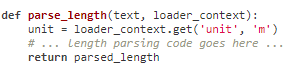 def parse_length(text, loader_context):
    unit = loader_context.get('unit', 'm')
    # ... length parsing code goes here ...
    return parsed_length